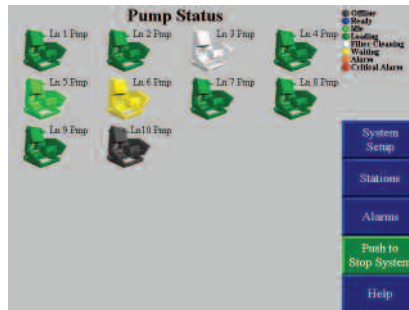 Pump Status
Offline
Ready
Idle
Loading
Filter Cleaning
Waiting
Alarm
Critical Alarm
Ln 1 Pmp
Ln 2 Pmp
Ln 3 Pmp
Ln 4 Pmp
Ln 5 Pmp
Ln 6 Pmp
Ln 7 Pmp
Ln 8 Pmp
Ln 9 Pmp
Ln10 Pmp
System
Setup
Stations
Alarms
Push to
Stop System
Help